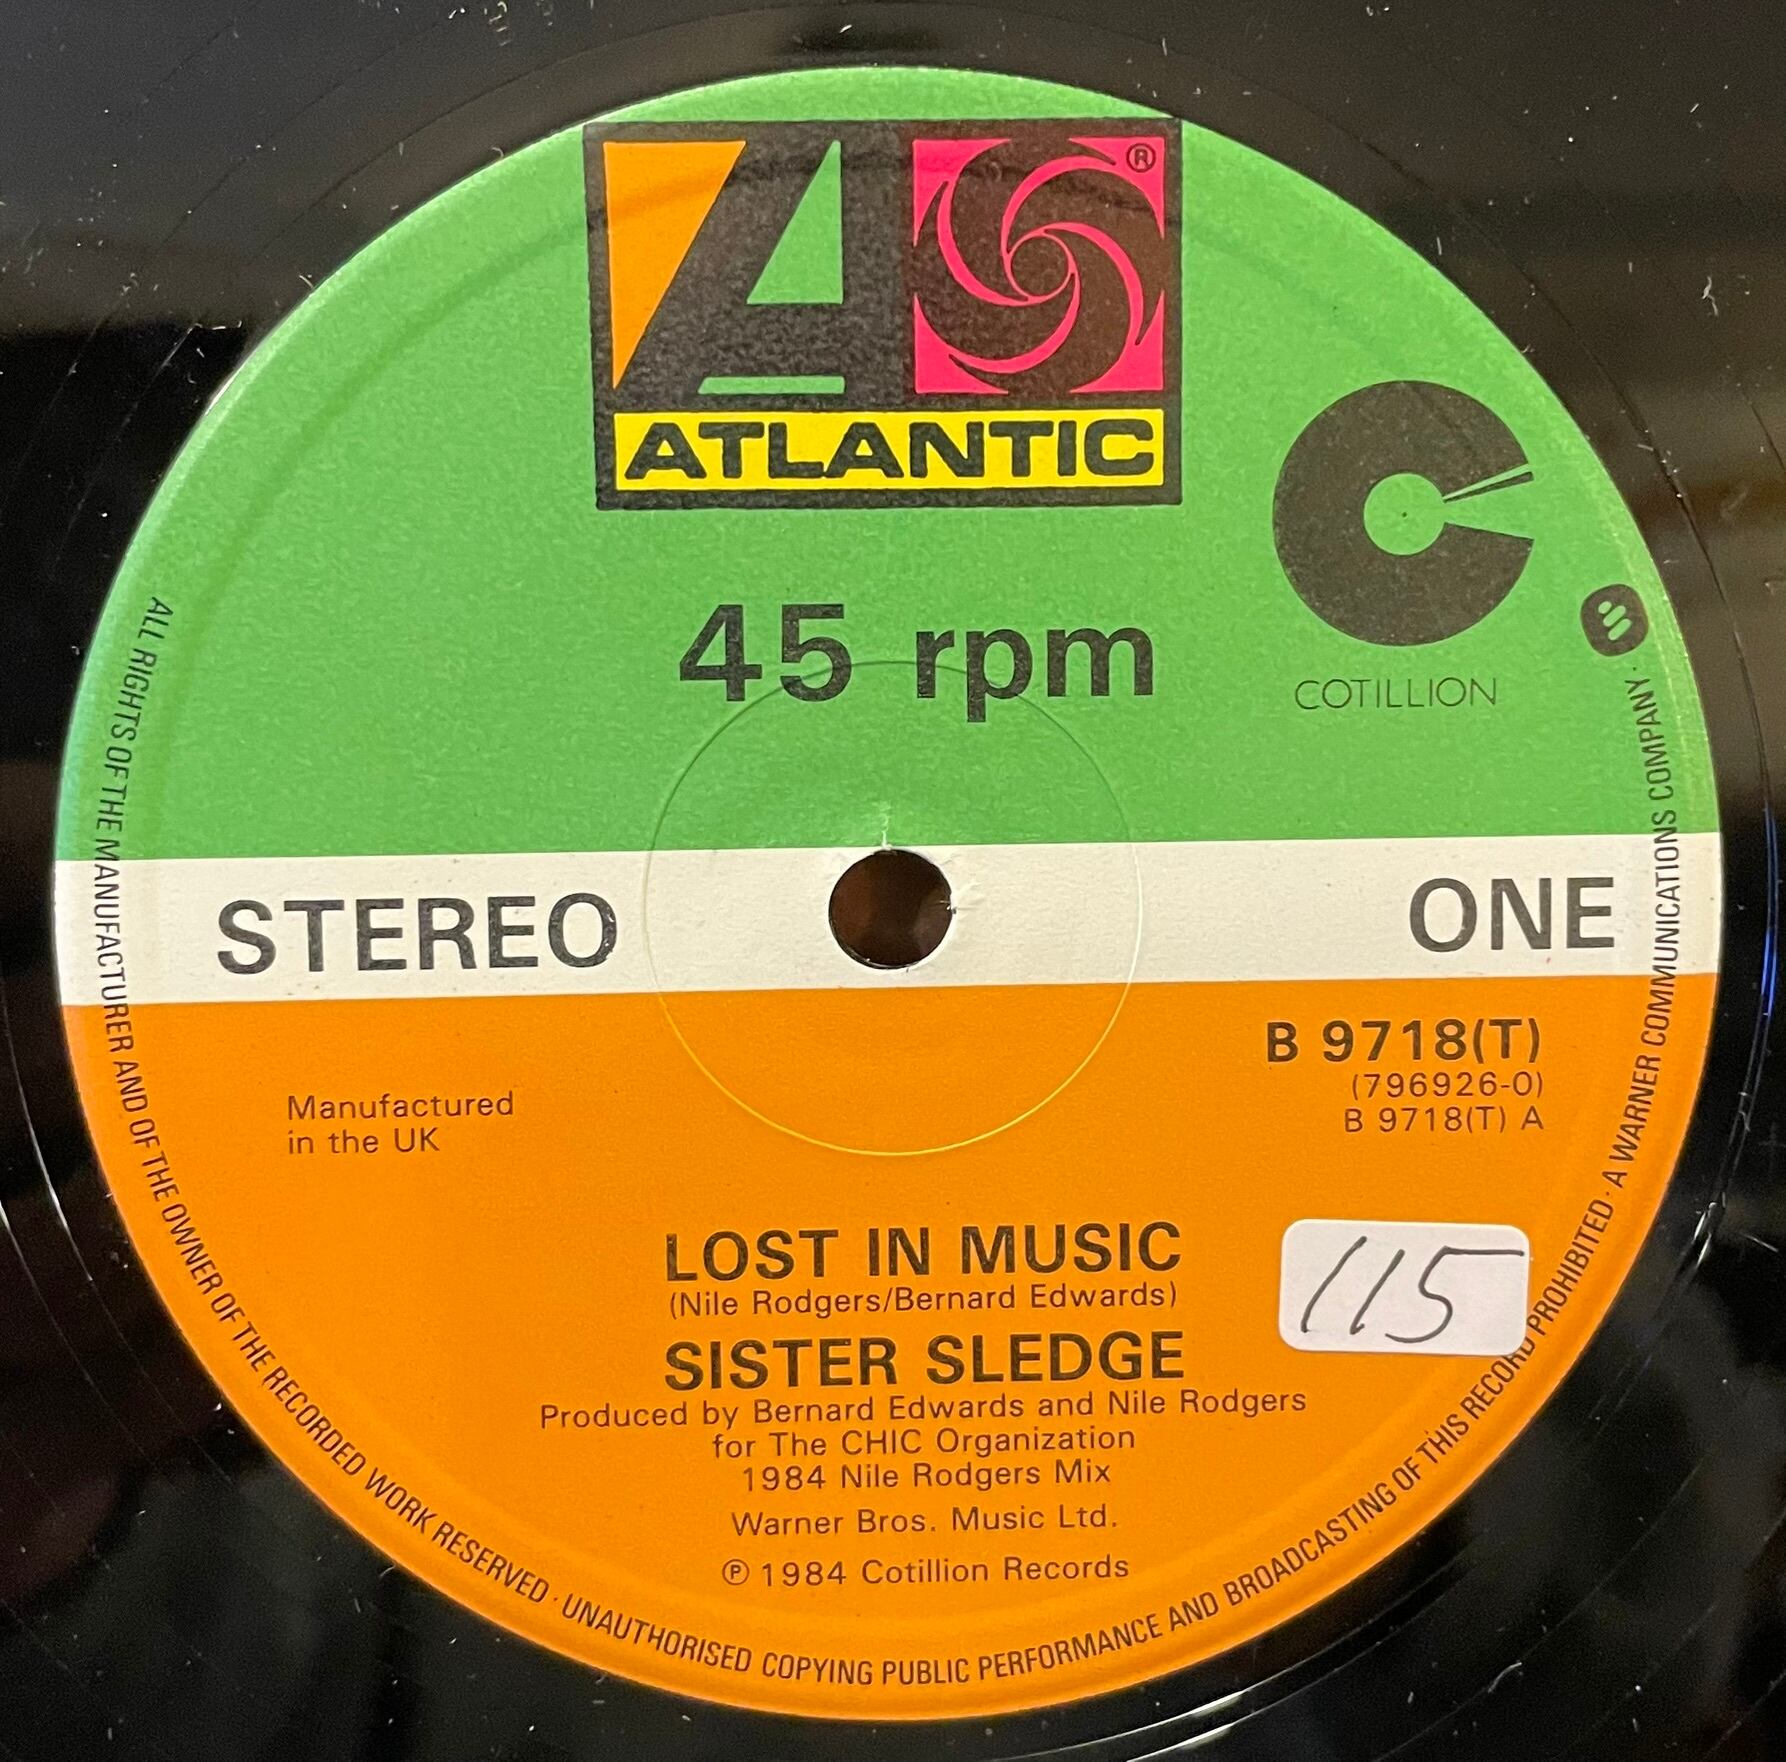 ®
ATLANTIC
45 rpm
COTILLION
STEREO
ONE
B 9718(T)
(796926-0)
B 9718(T) A
Manufactured
in the UK
LOST IN MUSIC
(Nile Rodgers/Bernard Edwards)
115
SISTER SLEDGE
Produced by Bernard Edwards and Nile Rodgers
for The CHIC Organization
1984 Nile Rodgers Mix
Warner Bros. Music Ltd.
℗ 1984 Cotillion Records
ALL RIGHTS OF THE MANUFACTURER AND OF THE OWNER OF THE RECORDED WORK RESERVED · UNAUTHORISED COPYING PUBLIC PERFORMANCE AND BROADCASTING OF THIS RECORD PROHIBITED · A WARNER COMMUNICATIONS COMPANY ·